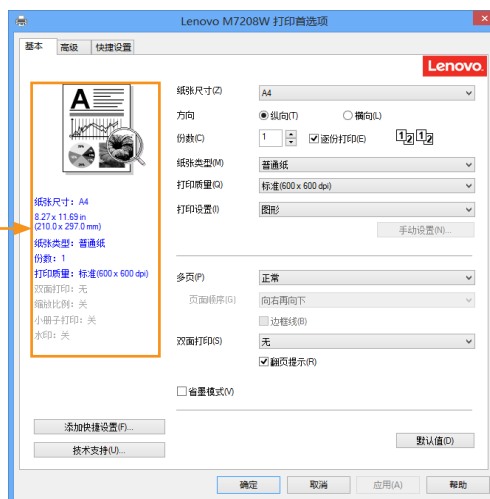 Lenovo M7208W 打印首选项
基本 高级 快捷设置
Lenovo
纸张尺寸(Z) A4
方向 纵向(T) 横向(L)
份数(C) 1 逐份打印(E) 1 1 2 2 1 1 2 2
纸张类型(M) 普通纸
打印质量(Q) 标准(600 x 600 dpi)
打印设置(I) 图形
手动设置(N)...
A
纸张尺寸: A4
8.27 x 11.69 in
(210.0 x 297.0 mm)
纸张类型: 普通纸
份数: 1
打印质量: 标准(600 x 600 dpi)
双面打印: 无
缩放比例: 关
小册子打印: 关
水印: 关
多页(P) 正常
页面顺序(G) 向右再向下
边框线(B)
双面打印(S) 无
翻页提示(R)
省墨模式(V)
添加快捷设置(F)...
技术支持(U)...
默认值(D)
确定 取消 应用(A) 帮助